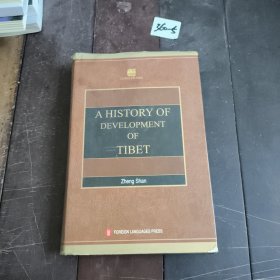 A HISTORY OF
DEVELOPMENT
OF
TIBET
Zheng Shan
FOREIGN LANGUAGES PRESS